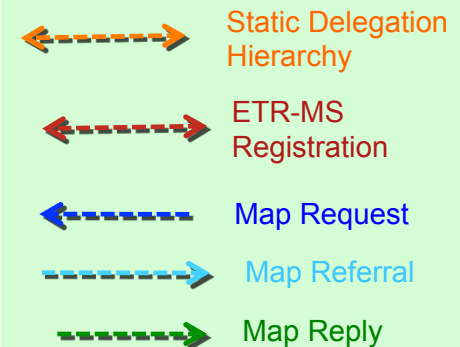 Static Delegation
Hierarchy
ETR-MS
Registration
Map Request
Map Referral
Map Reply